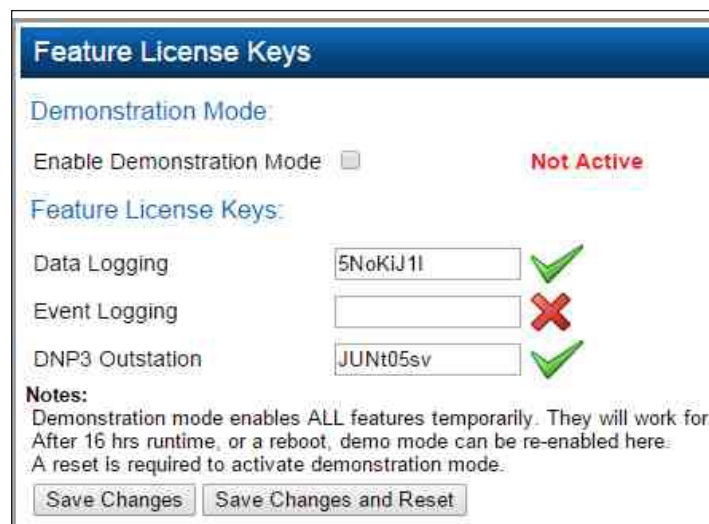 Feature License Keys
Demonstration Mode:
Enable Demonstration Mode Not Active
Feature License Keys:
Data Logging 5NoKiJ1l
Event Logging
DNP3 Outstation JUNt05sv
Notes:
Demonstration mode enables ALL features temporarily. They will work for
After 16 hrs runtime, or a reboot, demo mode can be re-enabled here.
A reset is required to activate demonstration mode.
Save Changes Save Changes and Reset